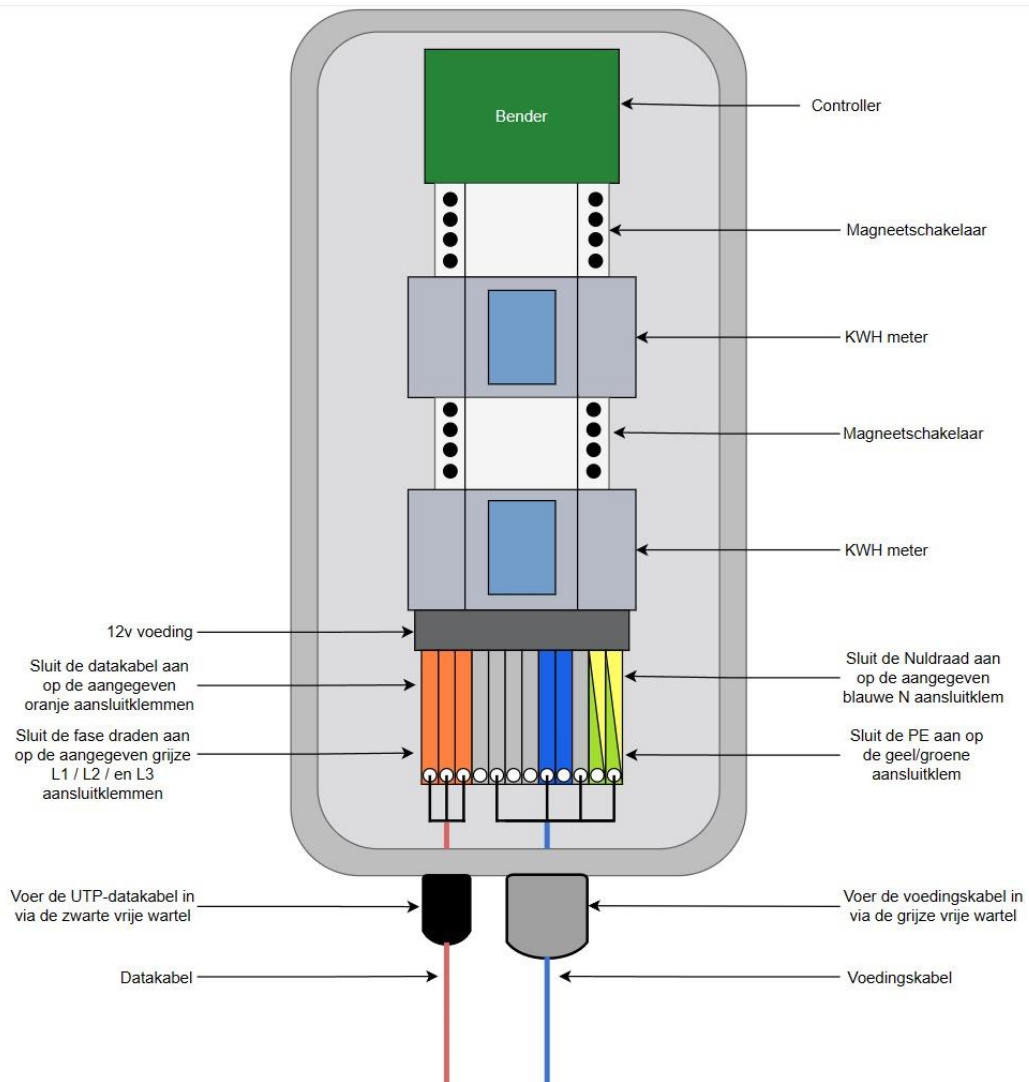 Bender
Controller
Magneetschakelaar
KWH meter
Magneetschakelaar
KWH meter
12v voeding
Sluit de datakabel aan
op de aangegeven
oranje aansluitklemmen
Sluit de Nuldraad aan
op de aangegeven
blauwe N aansluitklem
Sluit de fase draden aan
op de aangegeven grijze
L1 / L2 / en L3
aansluitklemmen
Sluit de PE aan op
de geel/groene
aansluitklem
Voer de UTP-datakabel in
via de zwarte vrije wartel
Voer de voedingskabel in
via de grijze vrije wartel
Datakabel
Voedingskabel